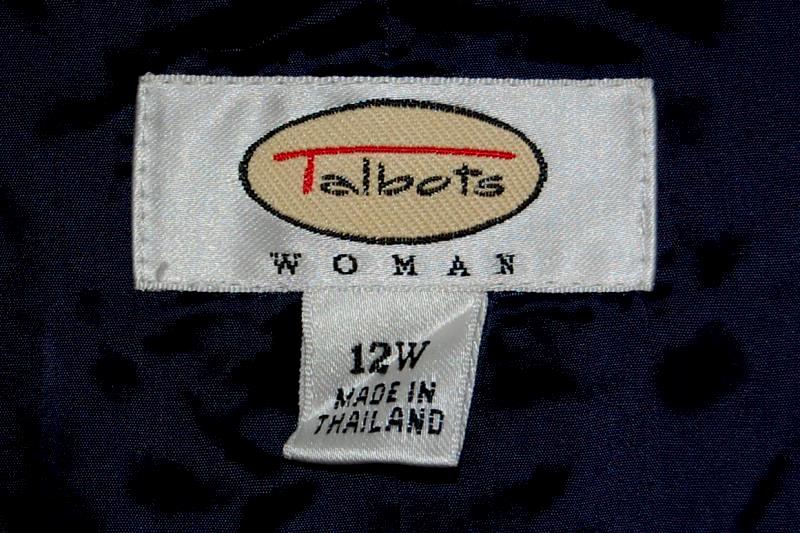 Talbots
WOMAN
12W
MADE IN
THAILAND